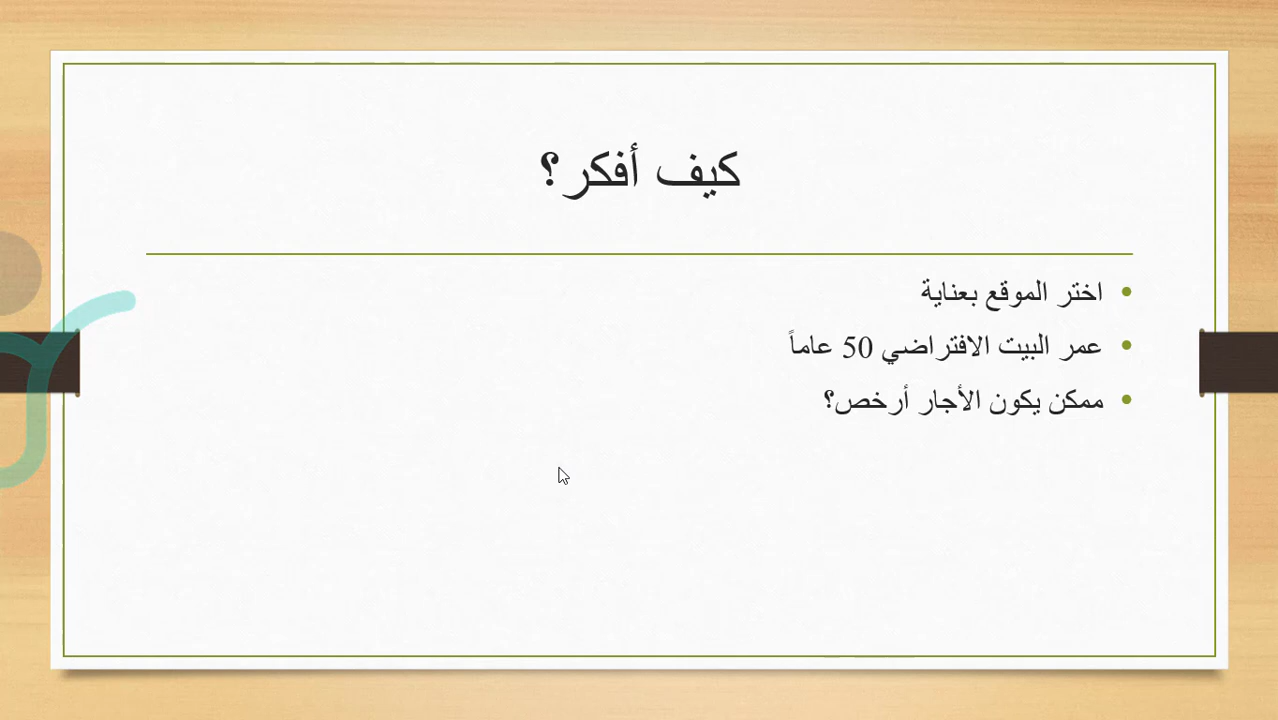 كيف أفكر؟
اختر الموقع بعناية
عمر البيت الافتراضي 50 عاماً
ممكن يكون الأجار أرخص؟